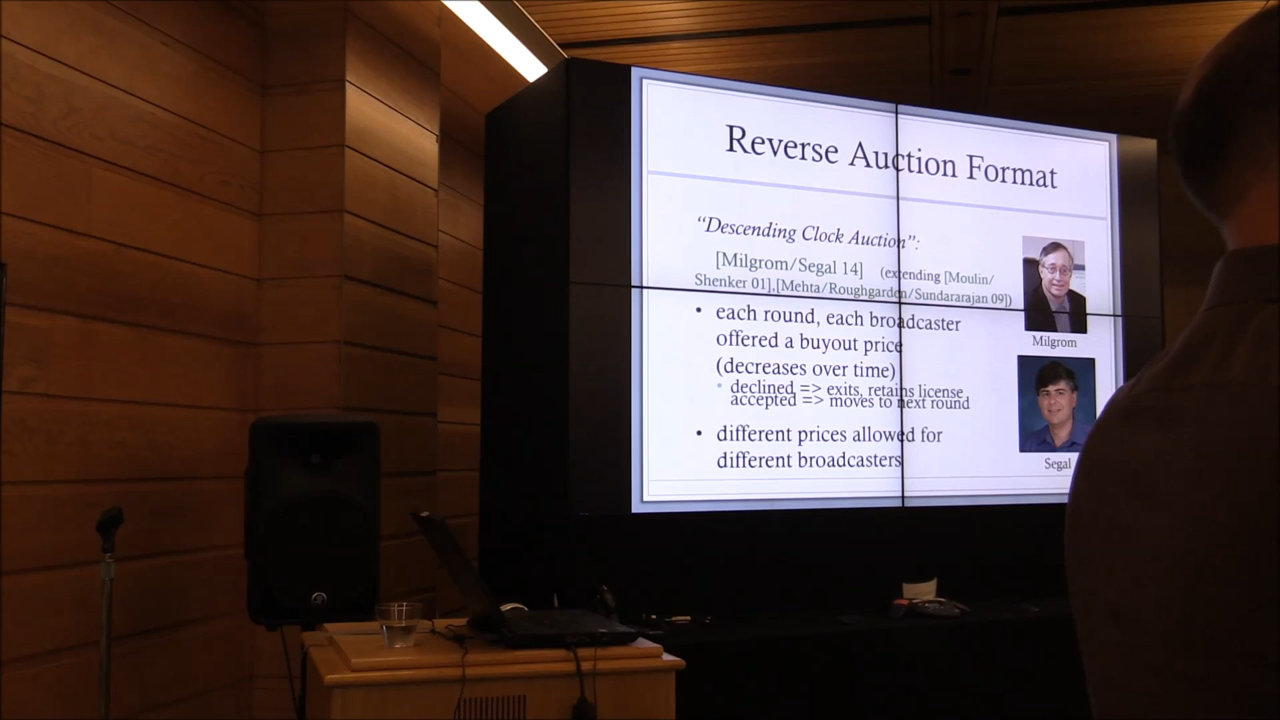 Reverse Auction Format
“Descending Clock Auction”:
[Milgrom/Segal 14] (extending [Moulin/
Shenker 01],[Mehta/Roughgarden/Sundararajan 09])
• each round, each broadcaster
offered a buyout price
(decreases over time)
• declined => exits, retains license
accepted => moves to next round
• different prices allowed for
different broadcasters
Milgrom
Segal